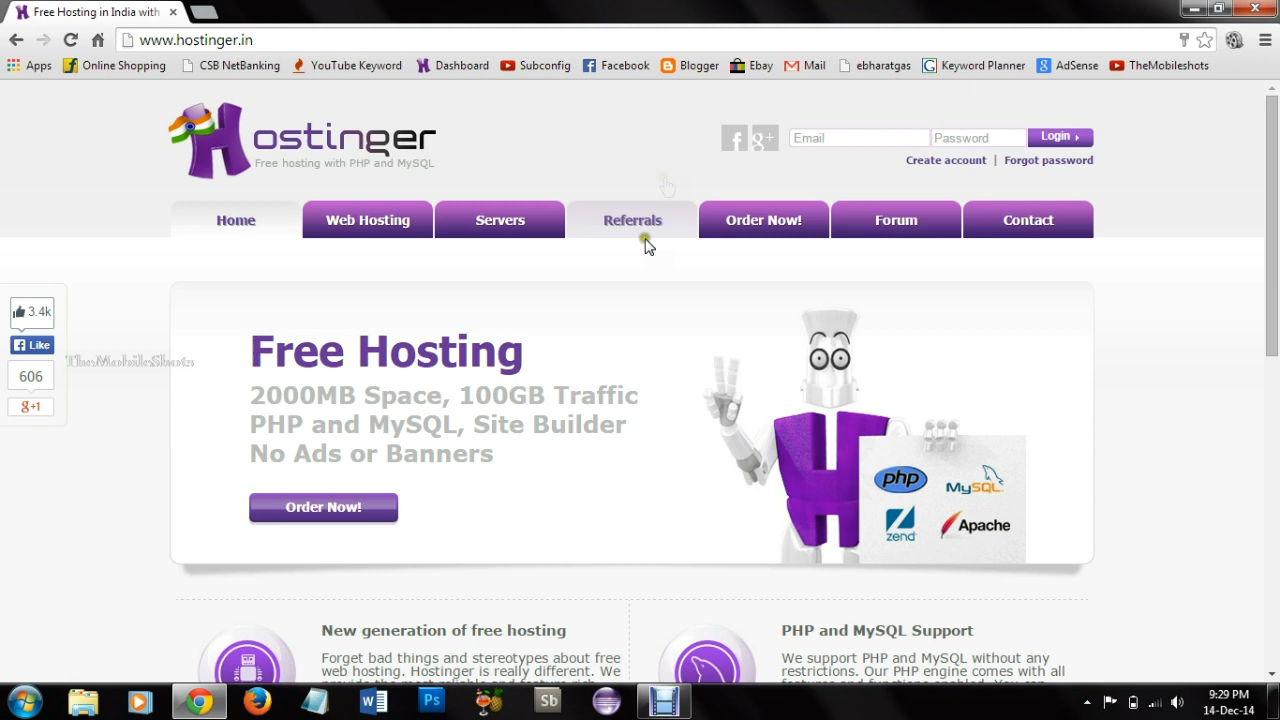 Free Hosting in India with
www.hostinger.in
Apps Online Shopping CSB NetBanking YouTube Keyword Dashboard Subconfig Facebook Blogger Ebay Mail ebharatgas Keyword Planner AdSense TheMobileshots
Hostinger
Free hosting with PHP and MySQL
Email Password Login
Create account | Forgot password
Home Web Hosting Servers Referrals Order Now! Forum Contact
3.4k
Like
606
+1
TheMobileShots
Free Hosting
2000MB Space, 100GB Traffic
PHP and MySQL, Site Builder
No Ads or Banners
Order Now!
php
MySQL
zend
Apache
New generation of free hosting
Forget bad things and stereotypes about free
web hosting. Hostinger is really different. We
PHP and MySQL Support
We support PHP and MySQL without any
restrictions. Our PHP engine comes with all
Ps
Sb
9:29 PM
14-Dec-14